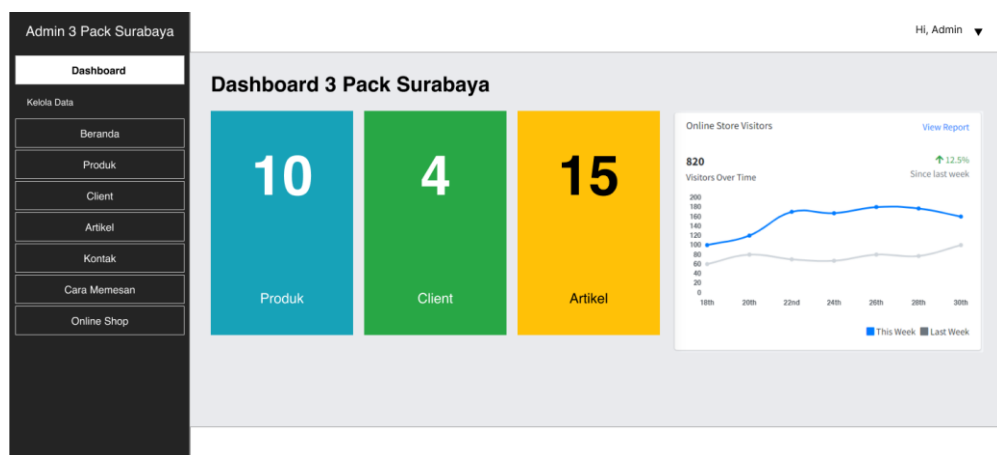 Admin 3 Pack Surabaya
Hi, Admin
Dashboard
Kelola Data
Beranda
Produk
Client
Artikel
Kontak
Cara Memesan
Online Shop
Dashboard 3 Pack Surabaya
10
Produk
4
Client
15
Artikel
Online Store Visitors
View Report
820
12.5%
Visitors Over Time
Since last week
200
180
160
140
120
100
80
60
40
20
0
18th 20th 22nd 24th 26th 28th 30th
This Week Last Week